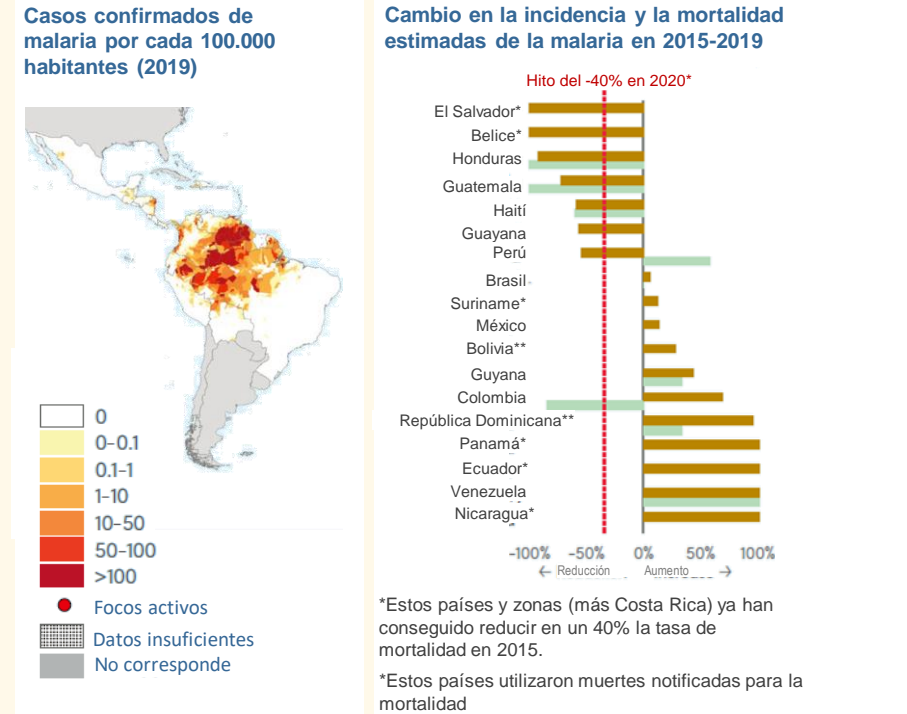 Casos confirmados de
malaria por cada 100.000
habitantes (2019)
0
0-0.1
0.1-1
1-10
10-50
50-100
>100
Focos activos
Datos insuficientes
No corresponde
Cambio en la incidencia y la mortalidad
estimadas de la malaria en 2015-2019
Hito del -40% en 2020*
El Salvador*
Belice*
Honduras
Guatemala
Haití
Guayana
Perú
Brasil
Suriname*
México
Bolivia**
Guyana
Colombia
República Dominicana**
Panamá*
Ecuador*
Venezuela
Nicaragua*
-100% -50% 0% 50% 100%
← Reducción Aumento →
*Estos países y zonas (más Costa Rica) ya han
conseguido reducir en un 40% la tasa de
mortalidad en 2015.
*Estos países utilizaron muertes notificadas para la
mortalidad